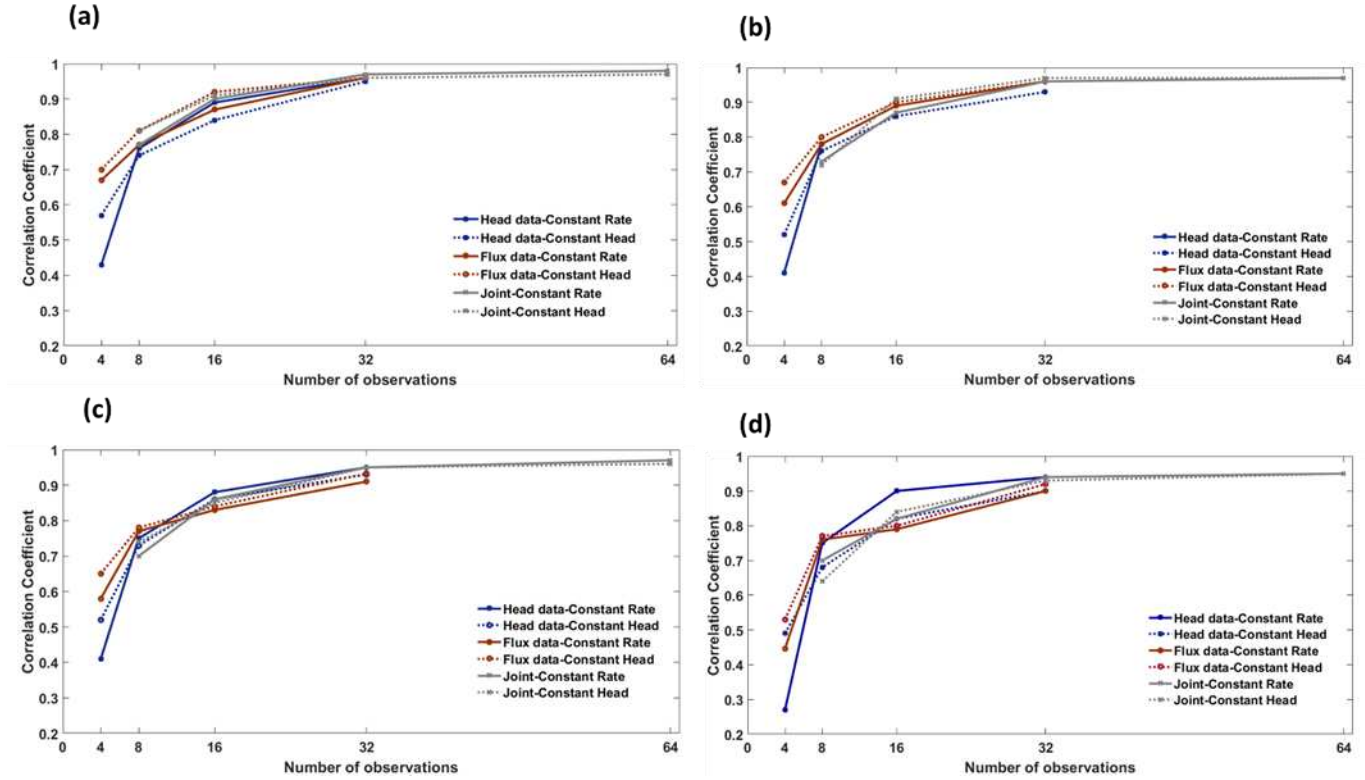 (a)
1
0.9
0.8
0.7
0.6
0.5
0.4
0.3
0.2
Correlation Coefficient
Head data-Constant Rate
Head data-Constant Head
Flux data-Constant Rate
Flux data-Constant Head
Joint-Constant Rate
Joint-Constant Head
0 4 8 16 32 64
Number of observations
(b)
1
0.9
0.8
0.7
0.6
0.5
0.4
0.3
0.2
Correlation Coefficient
Head data-Constant Rate
Head data-Constant Head
Flux data-Constant Rate
Flux data-Constant Head
Joint-Constant Rate
Joint-Constant Head
0 4 8 16 32 64
Number of observations
(c)
1
0.9
0.8
0.7
0.6
0.5
0.4
0.3
0.2
Correlation Coefficient
Head data-Constant Rate
Head data-Constant Head
Flux data-Constant Rate
Flux data-Constant Head
Joint-Constant Rate
Joint-Constant Head
0 4 8 16 32 64
Number of observations
(d)
1
0.9
0.8
0.7
0.6
0.5
0.4
0.3
0.2
Correlation Coefficient
Head data-Constant Rate
Head data-Constant Head
Flux data-Constant Rate
Flux data-Constant Head
Joint-Constant Rate
Joint-Constant Head
0 4 8 16 32 64
Number of observations